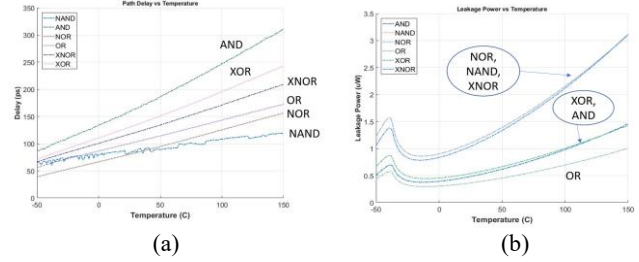 Path Delay vs Temperature
350
300
250
200
150
100
50
0
Delay (ps)
NAND
AND
NOR
OR
XNOR
XOR
AND
XOR
XNOR
OR
NOR
NAND
-50
0
50
100
150
Temperature (C)
(a)
Leakage Power vs Temperature
3.5
3
2.5
2
1.5
1
0.5
0
Leakage Power (uW)
AND
NAND
NOR
OR
XOR
XNOR
NOR,
NAND,
XNOR
XOR,
AND
OR
-50
0
50
100
150
Temperature (C)
(b)